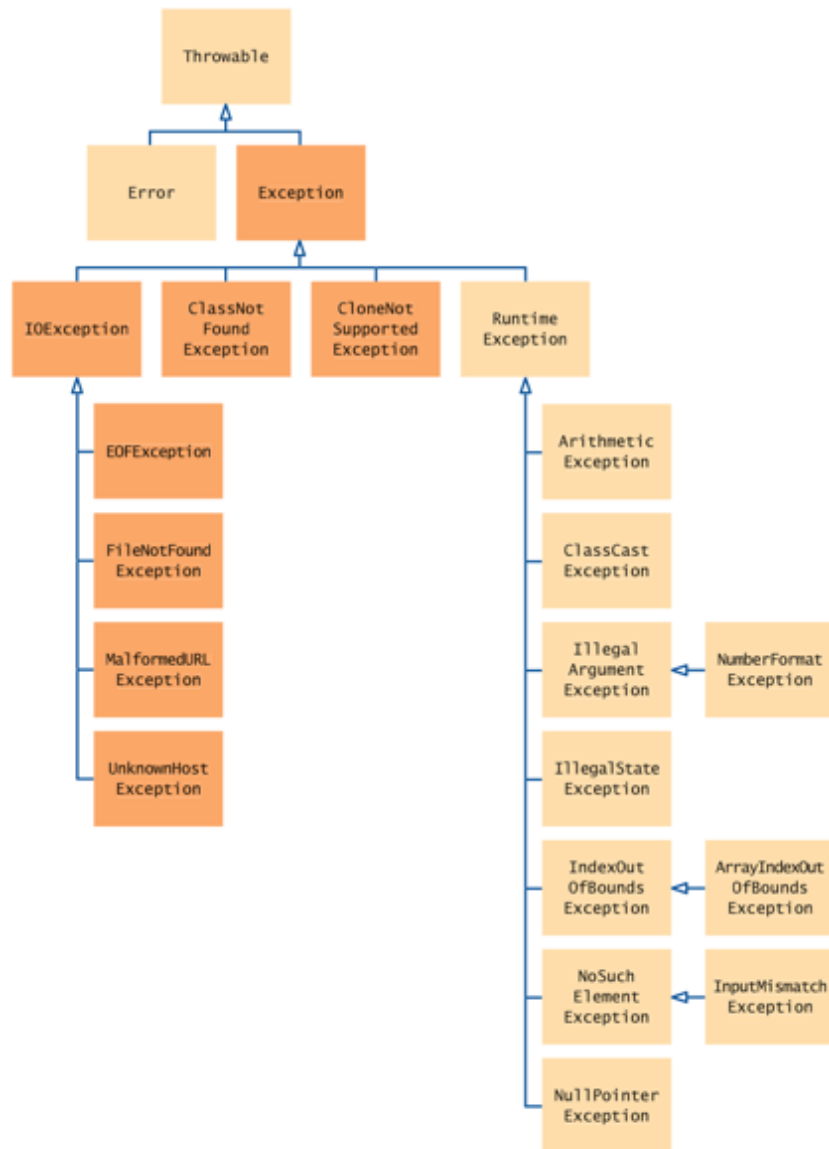 Throwable
Error
Exception
IOException
ClassNot
Found
Exception
CloneNot
Supported
Exception
Runtime
Exception
EOFException
Arithmetic
Exception
FileNotFound
Exception
ClassCast
Exception
MalformedURL
Exception
Illegal
Argument
Exception
NumberFormat
Exception
UnknownHost
Exception
IllegalState
Exception
IndexOut
OfBounds
Exception
ArrayIndexOut
OfBounds
Exception
NoSuch
Element
Exception
InputMismatch
Exception
NullPointer
Exception